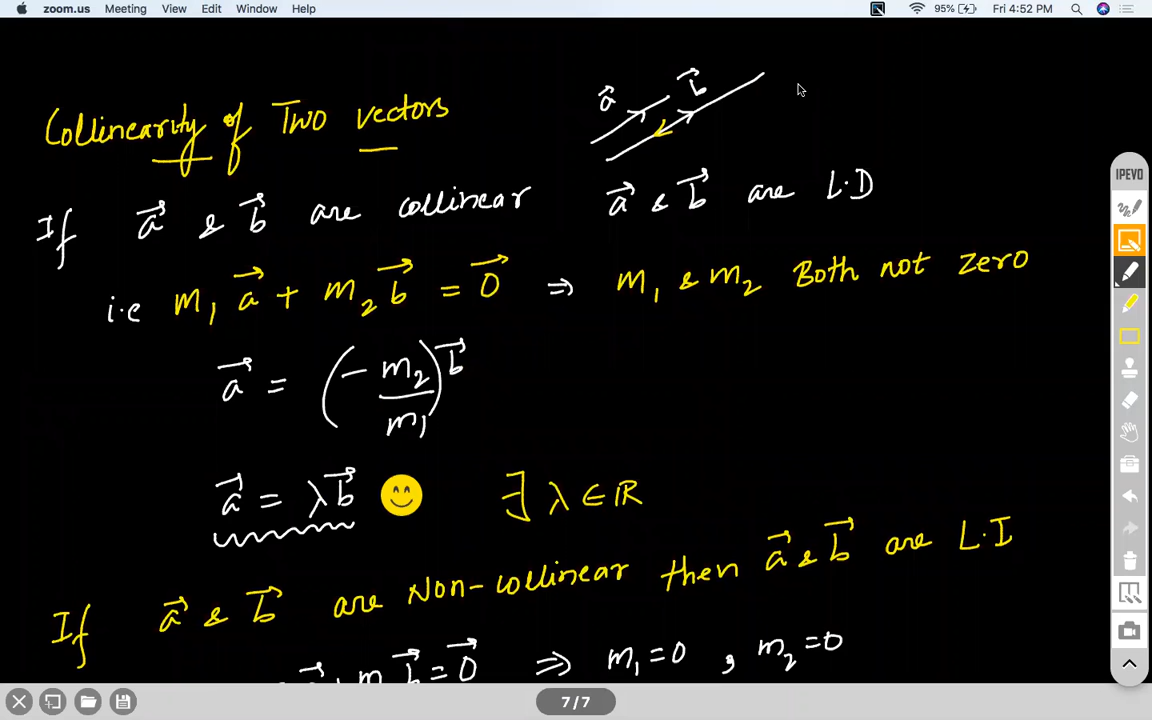 zoom.us Meeting View Edit Window Help 95% Fri 4:52 PM
Collinearity of Two vectors
a⃗ b⃗
IPEVO
If a⃗ & b⃗ are collinear a⃗ & b⃗ are L.D
i.e m₁ a⃗ + m₂ b⃗ = 0⃗ ⇒ m₁ & m₂ Both not zero
a⃗ = (− m₂/m₁) b⃗
a⃗ = λb⃗ ∃ λ ∈ ℝ
If a⃗ & b⃗ are Non-collinear then a⃗ & b⃗ are L.I
+ m b⃗ = 0⃗ ⇒ m₁ = 0 , m₂ = 0
7/7